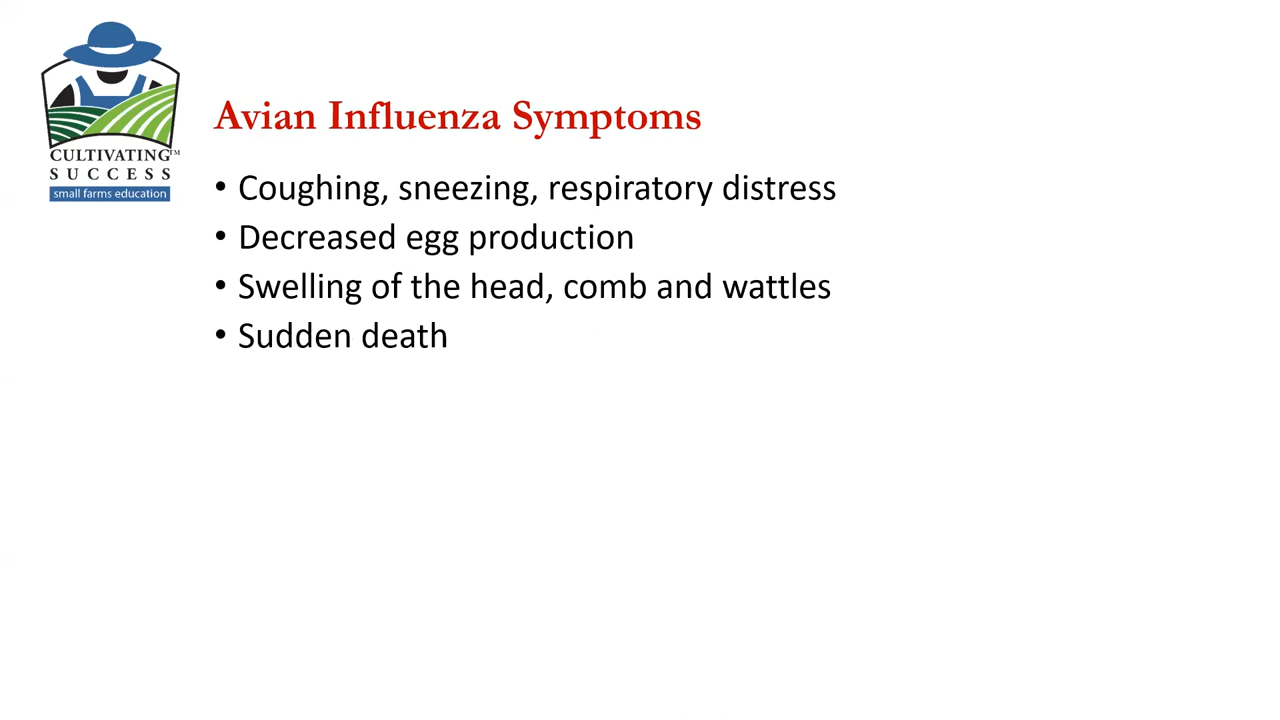 CULTIVATING™
SUCCESS
small farms education
Avian Influenza Symptoms
• Coughing, sneezing, respiratory distress
• Decreased egg production
• Swelling of the head, comb and wattles
• Sudden death